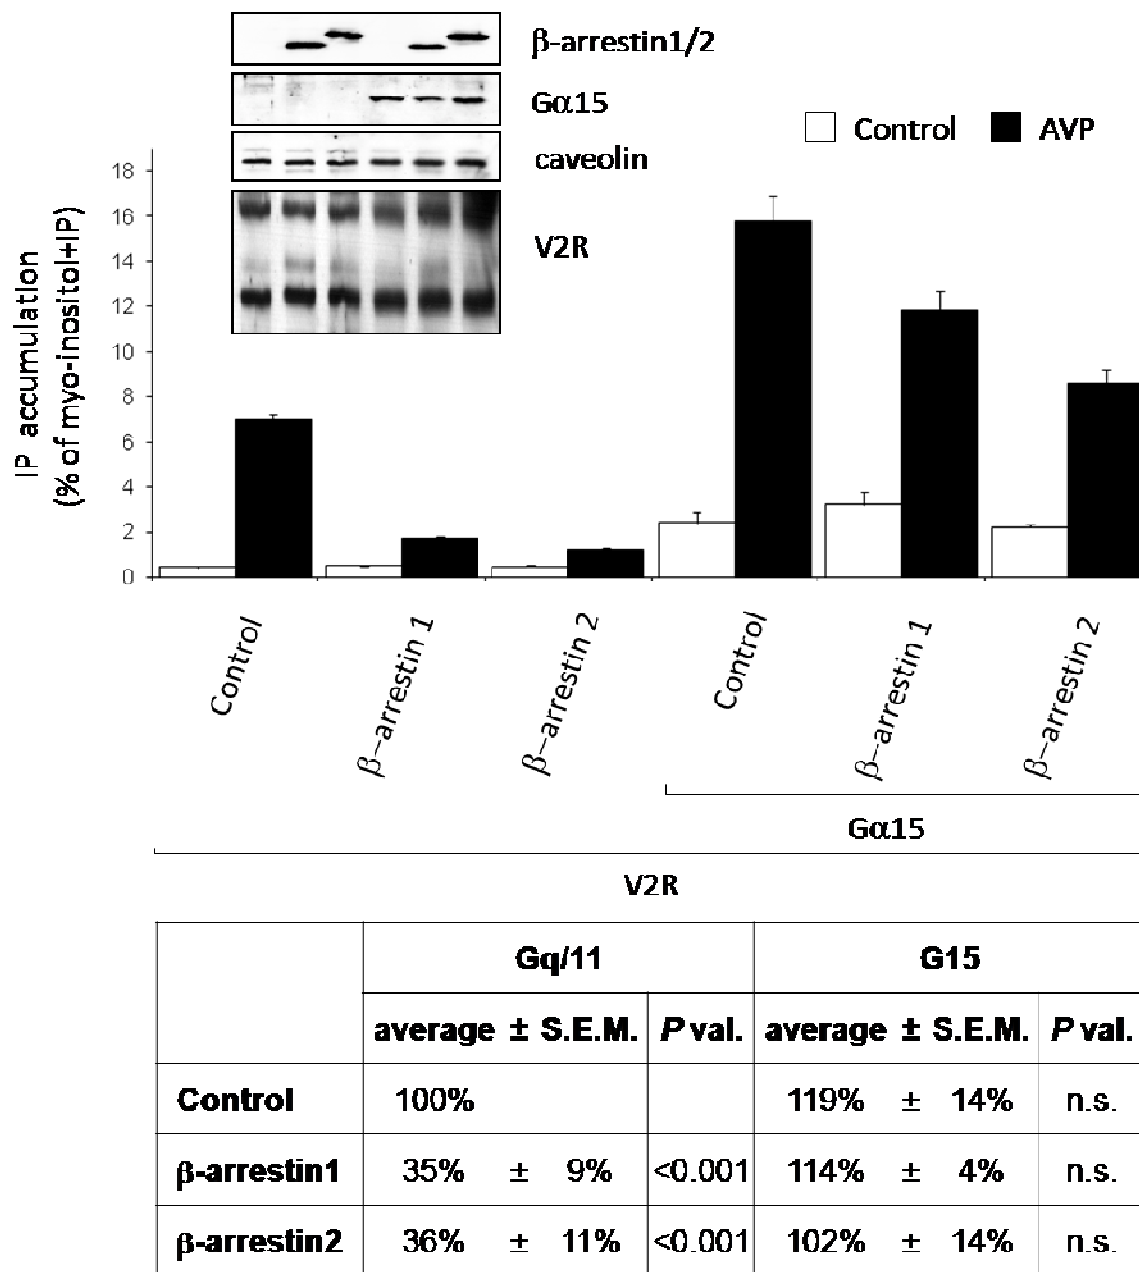 β-arrestin1/2
Gα15
caveolin
V2R
Control
AVP
IP accumulation
(% of myo-inositol+IP)
18
16
14
12
10
8
6
4
2
0
Control
β–arrestin 1
β–arrestin 2
Control
β–arrestin 1
β–arrestin 2
Gα15
V2R
Gq/11 G15
average ± S.E.M. P val. average ± S.E.M. P val.
Control 100% 119% ± 14% n.s.
β-arrestin1 35% ± 9% <0.001 114% ± 4% n.s.
β-arrestin2 36% ± 11% <0.001 102% ± 14% n.s.